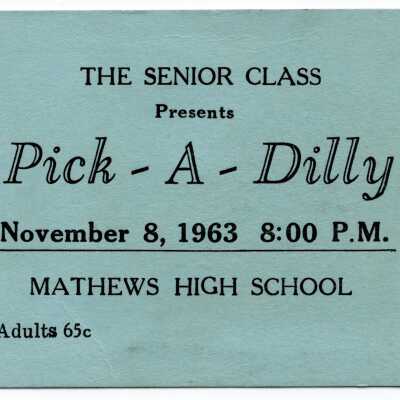 THE SENIOR CLASS
Presents
Pick - A - Dilly
November 8, 1963 8:00 P.M.
MATHEWS HIGH SCHOOL
Adults 65c